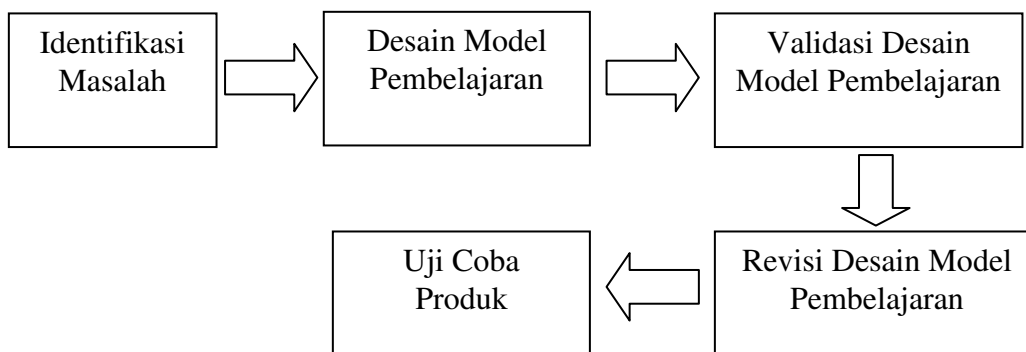 Identifikasi
Masalah
Desain Model
Pembelajaran
Validasi Desain
Model Pembelajaran
Revisi Desain Model
Pembelajaran
Uji Coba
Produk